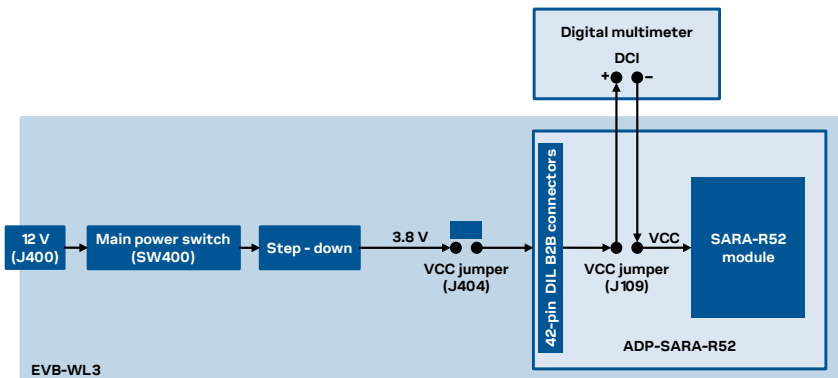 Digital multimeter
DCI
+
–
12 V
(J400)
Main power switch
(SW400)
Step - down
3.8 V
VCC jumper
(J404)
42-pin DIL B2B connectors
VCC jumper
(J109)
VCC
SARA-R52
module
ADP-SARA-R52
EVB-WL3